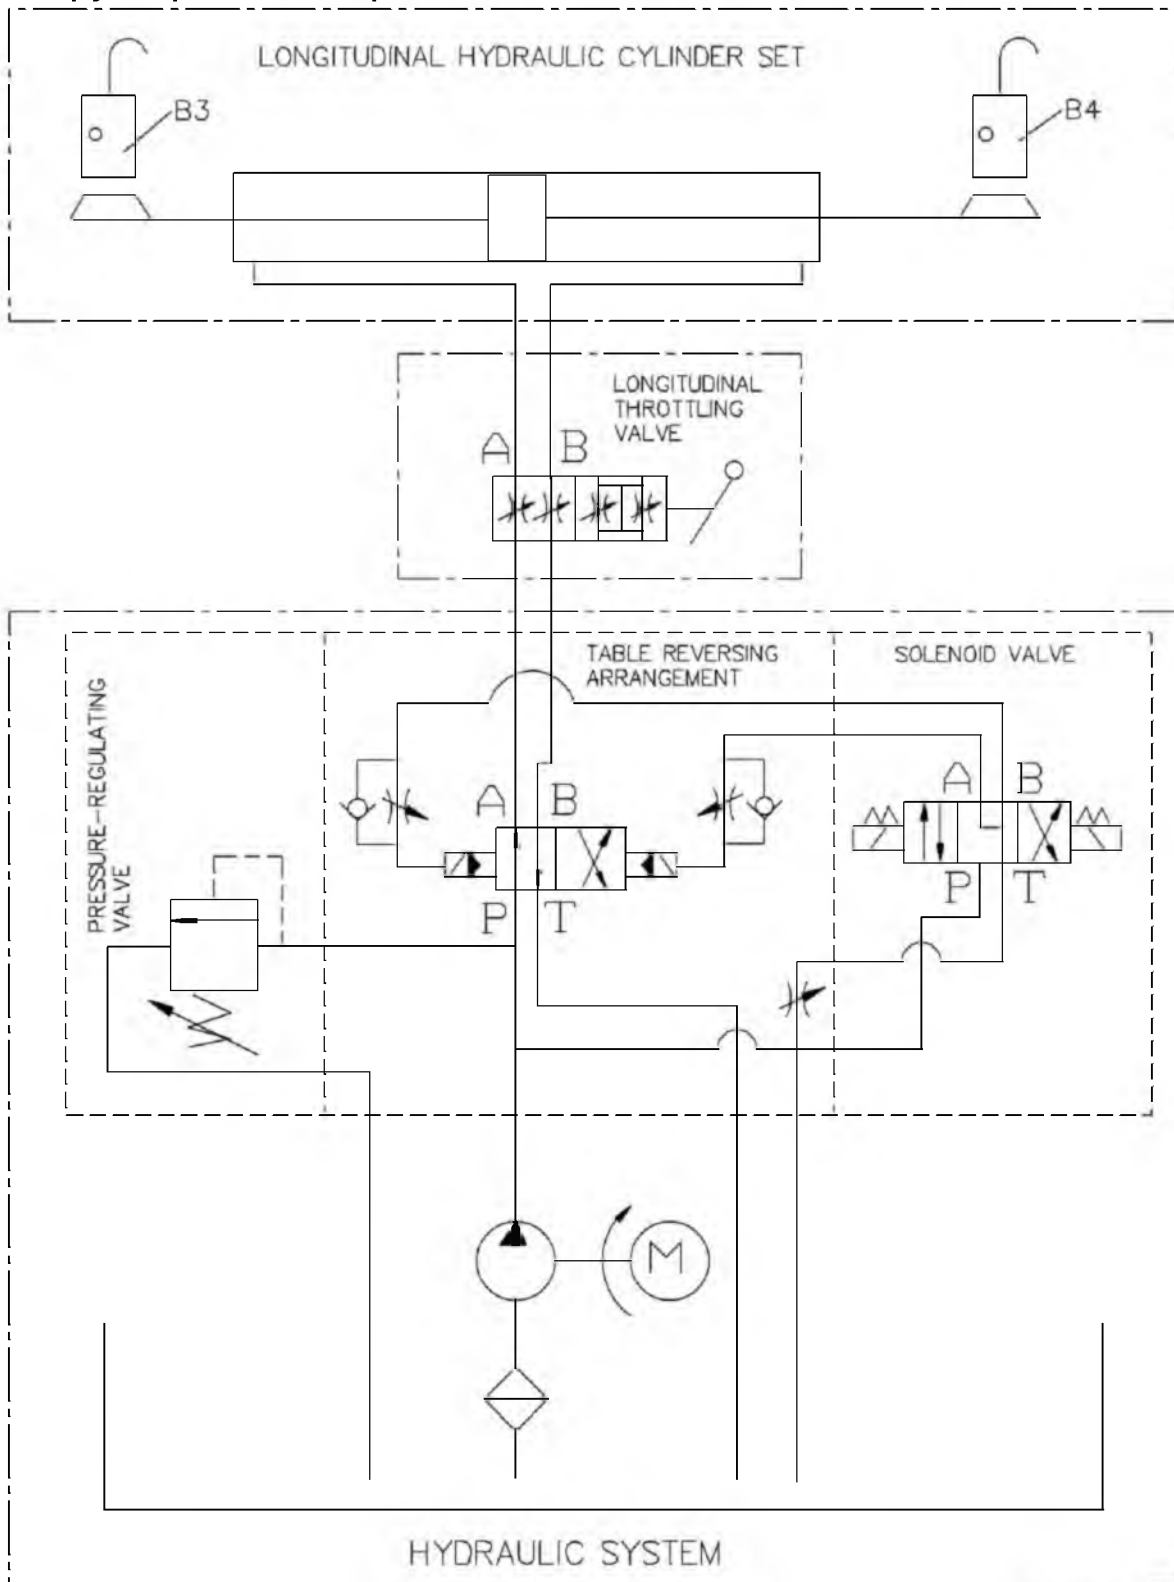 LONGITUDINAL HYDRAULIC CYLINDER SET
B3
B4
LONGITUDINAL
THROTTLING
VALVE
A
B
TABLE REVERSING
ARRANGEMENT
SOLENOID VALVE
PRESSURE-REGULATING
VALVE
A
B
P
T
A
B
P
T
M
HYDRAULIC SYSTEM